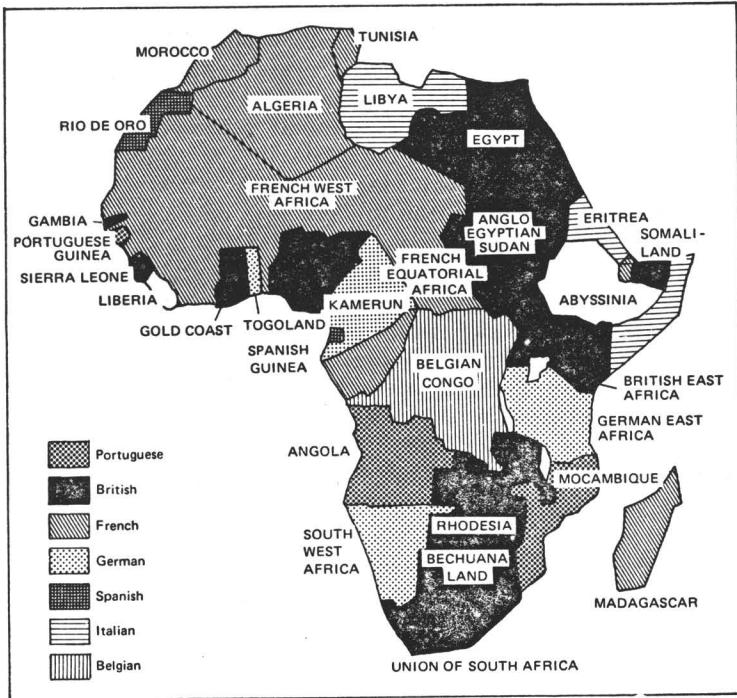 TUNISIA
MOROCCO
ALGERIA
LIBYA
RIO DE ORO
EGYPT
FRENCH WEST
AFRICA
GAMBIA
PORTUGUESE
GUINEA
SIERRA LEONE
LIBERIA
GOLD COAST
TOGOLAND
KAMERUN
SPANISH
GUINEA
FRENCH
EQUATORIAL
AFRICA
ANGLO
EGYPTIAN
SUDAN
ERITREA
SOMALI-
LAND
ABYSSINIA
BELGIAN
CONGO
BRITISH EAST
AFRICA
GERMAN EAST
AFRICA
ANGOLA
MOCAMBIQUE
SOUTH
WEST
AFRICA
RHODESIA
BECHUANA
LAND
MADAGASCAR
UNION OF SOUTH AFRICA
Portuguese
British
French
German
Spanish
Italian
Belgian